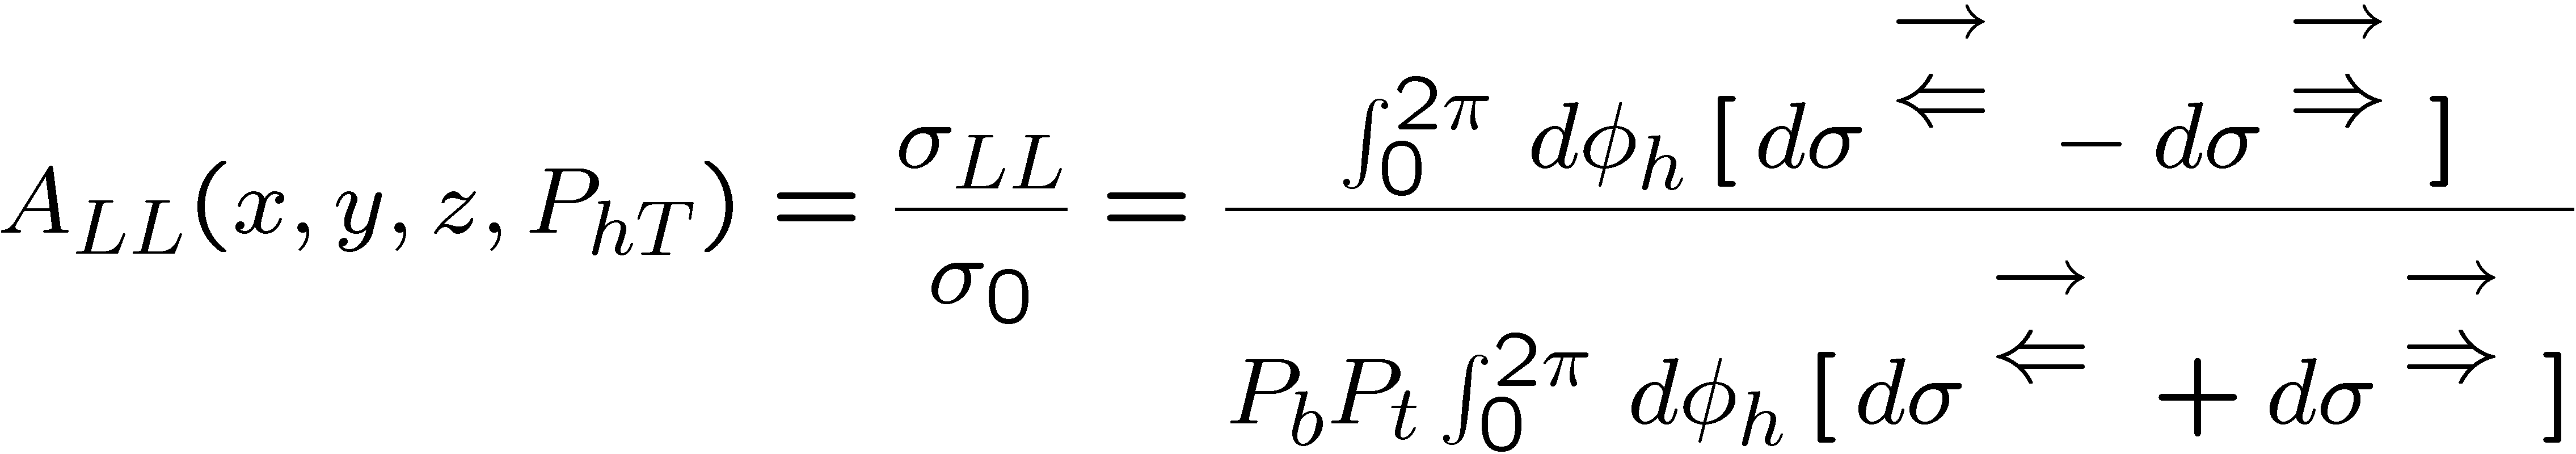 $A_{LL}(x, y, z, P_{hT}) = \frac{\sigma_{LL}}{\sigma_0} = \frac{\int_0^{2\pi} d\phi_h \, [\, d\sigma^{\overset{\rightarrow}{\Leftarrow}} - d\sigma^{\overset{\rightarrow}{\Rightarrow}} \,]}{P_b P_t \int_0^{2\pi} d\phi_h \, [\, d\sigma^{\overset{\rightarrow}{\Leftarrow}} + d\sigma^{\overset{\rightarrow}{\Rightarrow}} \,]}$